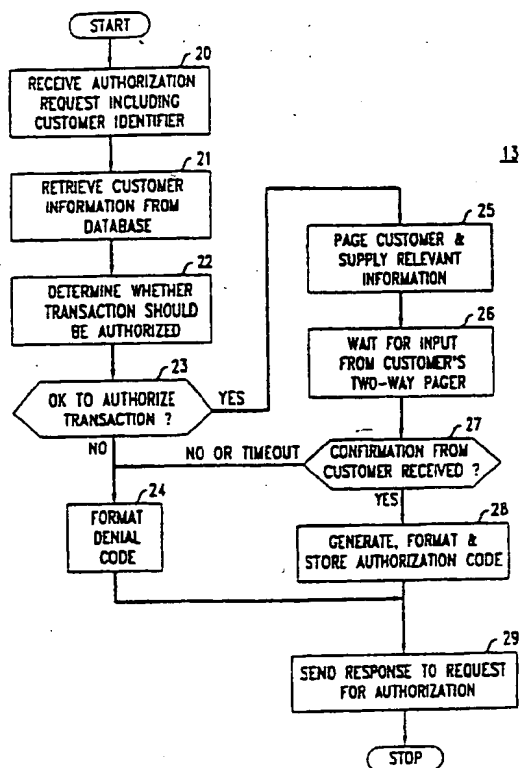 START
20
RECEIVE AUTHORIZATION
REQUEST INCLUDING
CUSTOMER IDENTIFIER
21
RETRIEVE CUSTOMER
INFORMATION FROM
DATABASE
22
DETERMINE WHETHER
TRANSACTION SHOULD
BE AUTHORIZED
23
OK TO AUTHORIZE
TRANSACTION ?
YES
NO
24
FORMAT
DENIAL
CODE
13
25
PAGE CUSTOMER &
SUPPLY RELEVANT
INFORMATION
26
WAIT FOR INPUT
FROM CUSTOMER'S
TWO-WAY PAGER
27
CONFIRMATION FROM
CUSTOMER RECEIVED ?
NO OR TIMEOUT
YES
28
GENERATE, FORMAT &
STORE AUTHORIZATION CODE
29
SEND RESPONSE TO REQUEST
FOR AUTHORIZATION
STOP